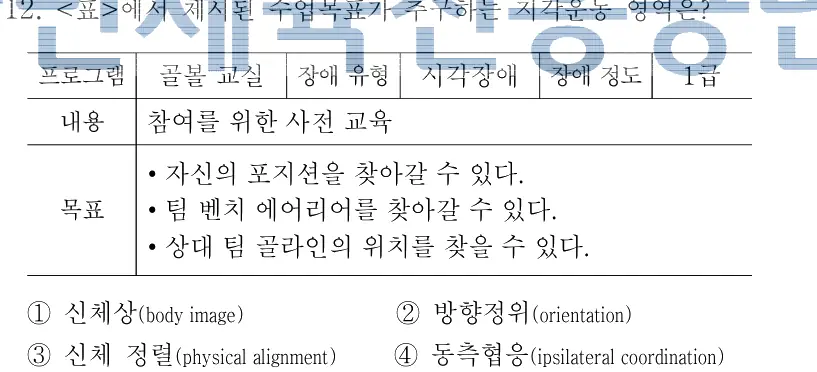 12. <표>에서 제시된 수업목표가 추구하는 지각운동 영역은?
프로그램 골볼 교실 장애 유형 시각장애 장애 정도 1급
내용 참여를 위한 사전 교육
목표 • 자신의 포지션을 찾아갈 수 있다.
• 팀 벤치 에어리어를 찾아갈 수 있다.
• 상대 팀 골라인의 위치를 찾을 수 있다.
① 신체상(body image) ② 방향정위(orientation)
③ 신체 정렬(physical alignment) ④ 동측협응(ipsilateral coordination)